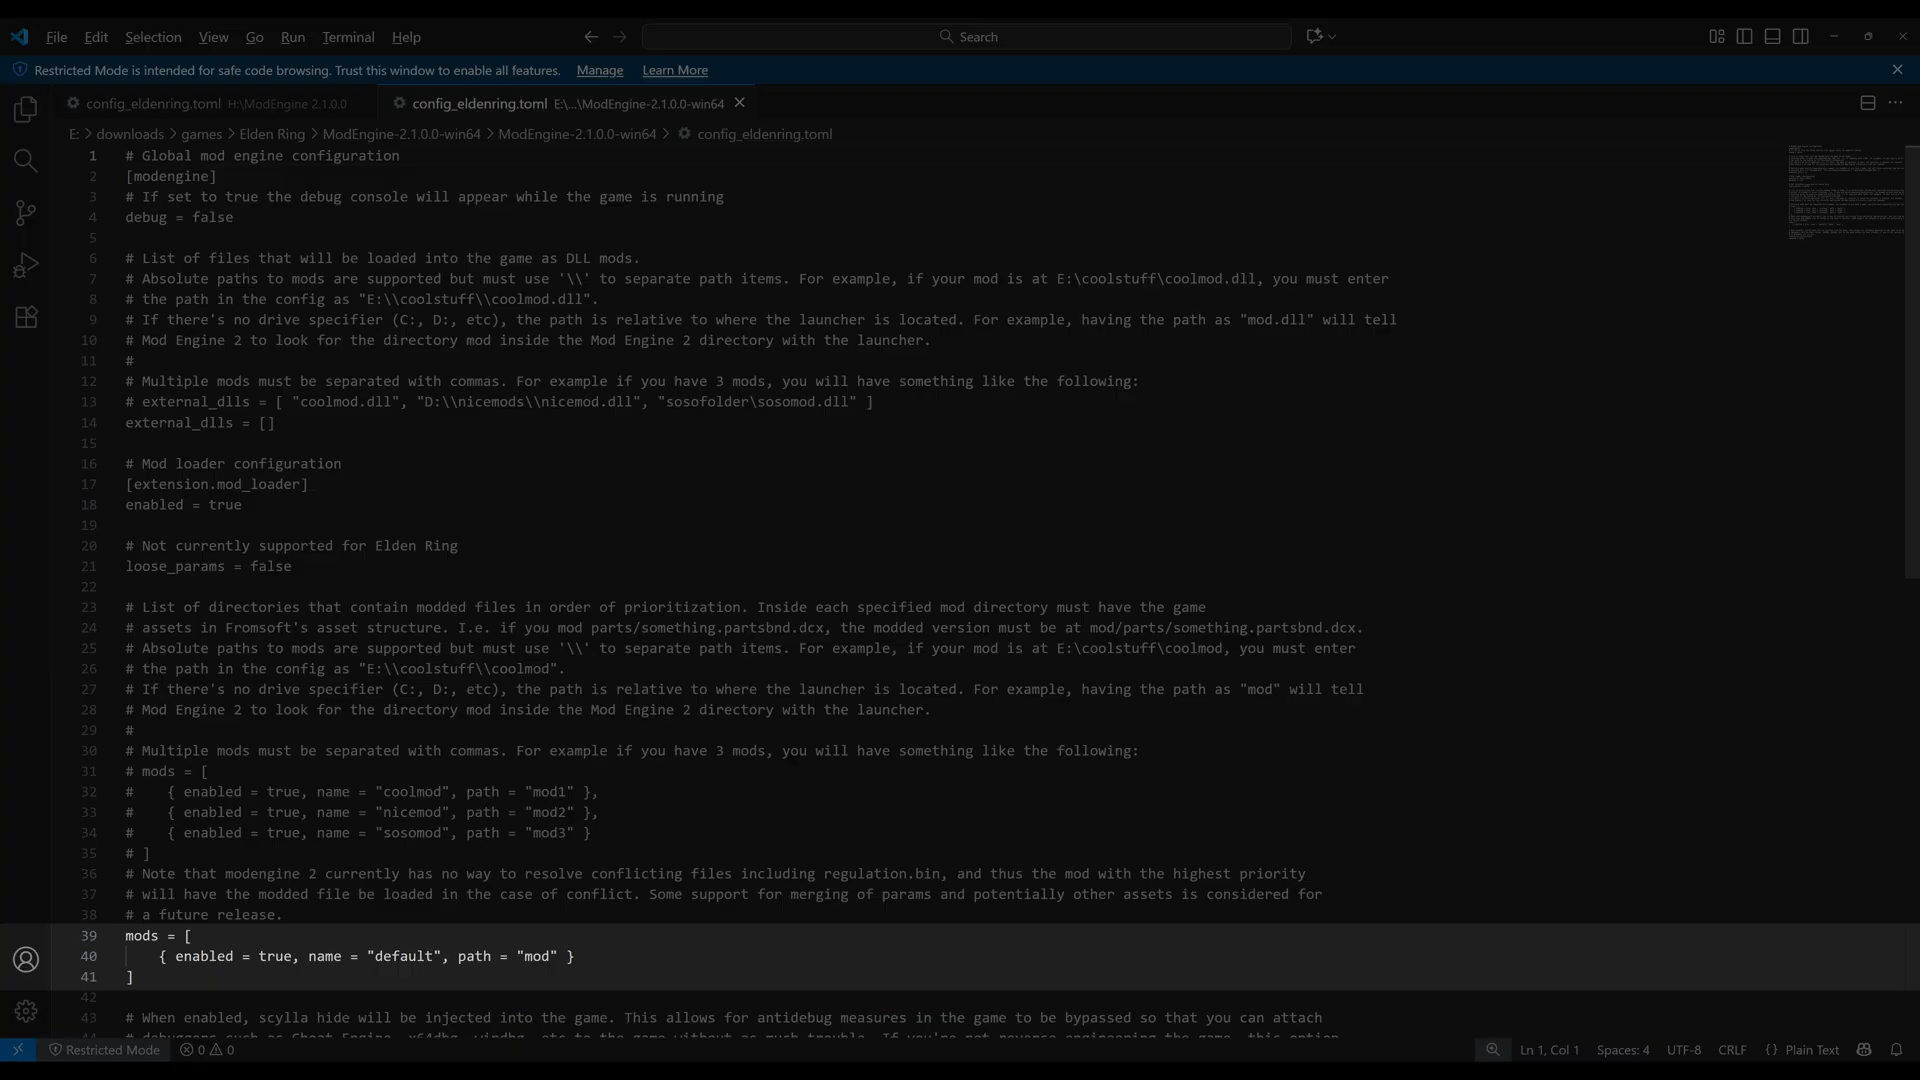 File Edit Selection View Go Run Terminal Help
Search
Restricted Mode is intended for safe code browsing. Trust this window to enable all features. Manage Learn More
config_eldenring.toml H:\ModEngine 2.1.0.0
config_eldenring.toml E:\...\ModEngine-2.1.0.0-win64
E: > downloads > games > Elden Ring > ModEngine-2.1.0.0-win64 > ModEngine-2.1.0.0-win64 > config_eldenring.toml
1 # Global mod engine configuration
2 [modengine]
3 # If set to true the debug console will appear while the game is running
4 debug = false
5
6 # List of files that will be loaded into the game as DLL mods.
7 # Absolute paths to mods are supported but must use '\\' to separate path items. For example, if your mod is at E:\coolstuff\coolmod.dll, you must enter
8 # the path in the config as "E:\\coolstuff\\coolmod.dll".
9 # If there's no drive specifier (C:, D:, etc), the path is relative to where the launcher is located. For example, having the path as "mod.dll" will tell
10 # Mod Engine 2 to look for the directory mod inside the Mod Engine 2 directory with the launcher.
11 #
12 # Multiple mods must be separated with commas. For example if you have 3 mods, you will have something like the following:
13 # external_dlls = [ "coolmod.dll", "D:\\nicemods\\nicemod.dll", "sosofolder\sosomod.dll" ]
14 external_dlls = []
15
16 # Mod loader configuration
17 [extension.mod_loader]
18 enabled = true
19
20 # Not currently supported for Elden Ring
21 loose_params = false
22
23 # List of directories that contain modded files in order of prioritization. Inside each specified mod directory must have the game
24 # assets in Fromsoft's asset structure. I.e. if you mod parts/something.partsbnd.dcx, the modded version must be at mod/parts/something.partsbnd.dcx.
25 # Absolute paths to mods are supported but must use '\\' to separate path items. For example, if your mod is at E:\coolstuff\coolmod, you must enter
26 # the path in the config as "E:\\coolstuff\\coolmod".
27 # If there's no drive specifier (C:, D:, etc), the path is relative to where the launcher is located. For example, having the path as "mod" will tell
28 # Mod Engine 2 to look for the directory mod inside the Mod Engine 2 directory with the launcher.
29 #
30 # Multiple mods must be separated with commas. For example if you have 3 mods, you will have something like the following:
31 # mods = [
32 #    { enabled = true, name = "coolmod", path = "mod1" },
33 #    { enabled = true, name = "nicemod", path = "mod2" },
34 #    { enabled = true, name = "sosomod", path = "mod3" }
35 # ]
36 # Note that modengine 2 currently has no way to resolve conflicting files including regulation.bin, and thus the mod with the highest priority
37 # will have the modded file be loaded in the case of conflict. Some support for merging of params and potentially other assets is considered for
38 # a future release.
39 mods = [
40     { enabled = true, name = "default", path = "mod" }
41 ]
42
43 # When enabled, scylla hide will be injected into the game. This allows for antidebug measures in the game to be bypassed so that you can attach
44 # debuggers such as Cheat Engine, x64dbg, windbg, etc to the game without as much trouble. If you're not reverse engineering the game, this option
Restricted Mode 0 0 Ln 1, Col 1 Spaces: 4 UTF-8 CRLF {} Plain Text